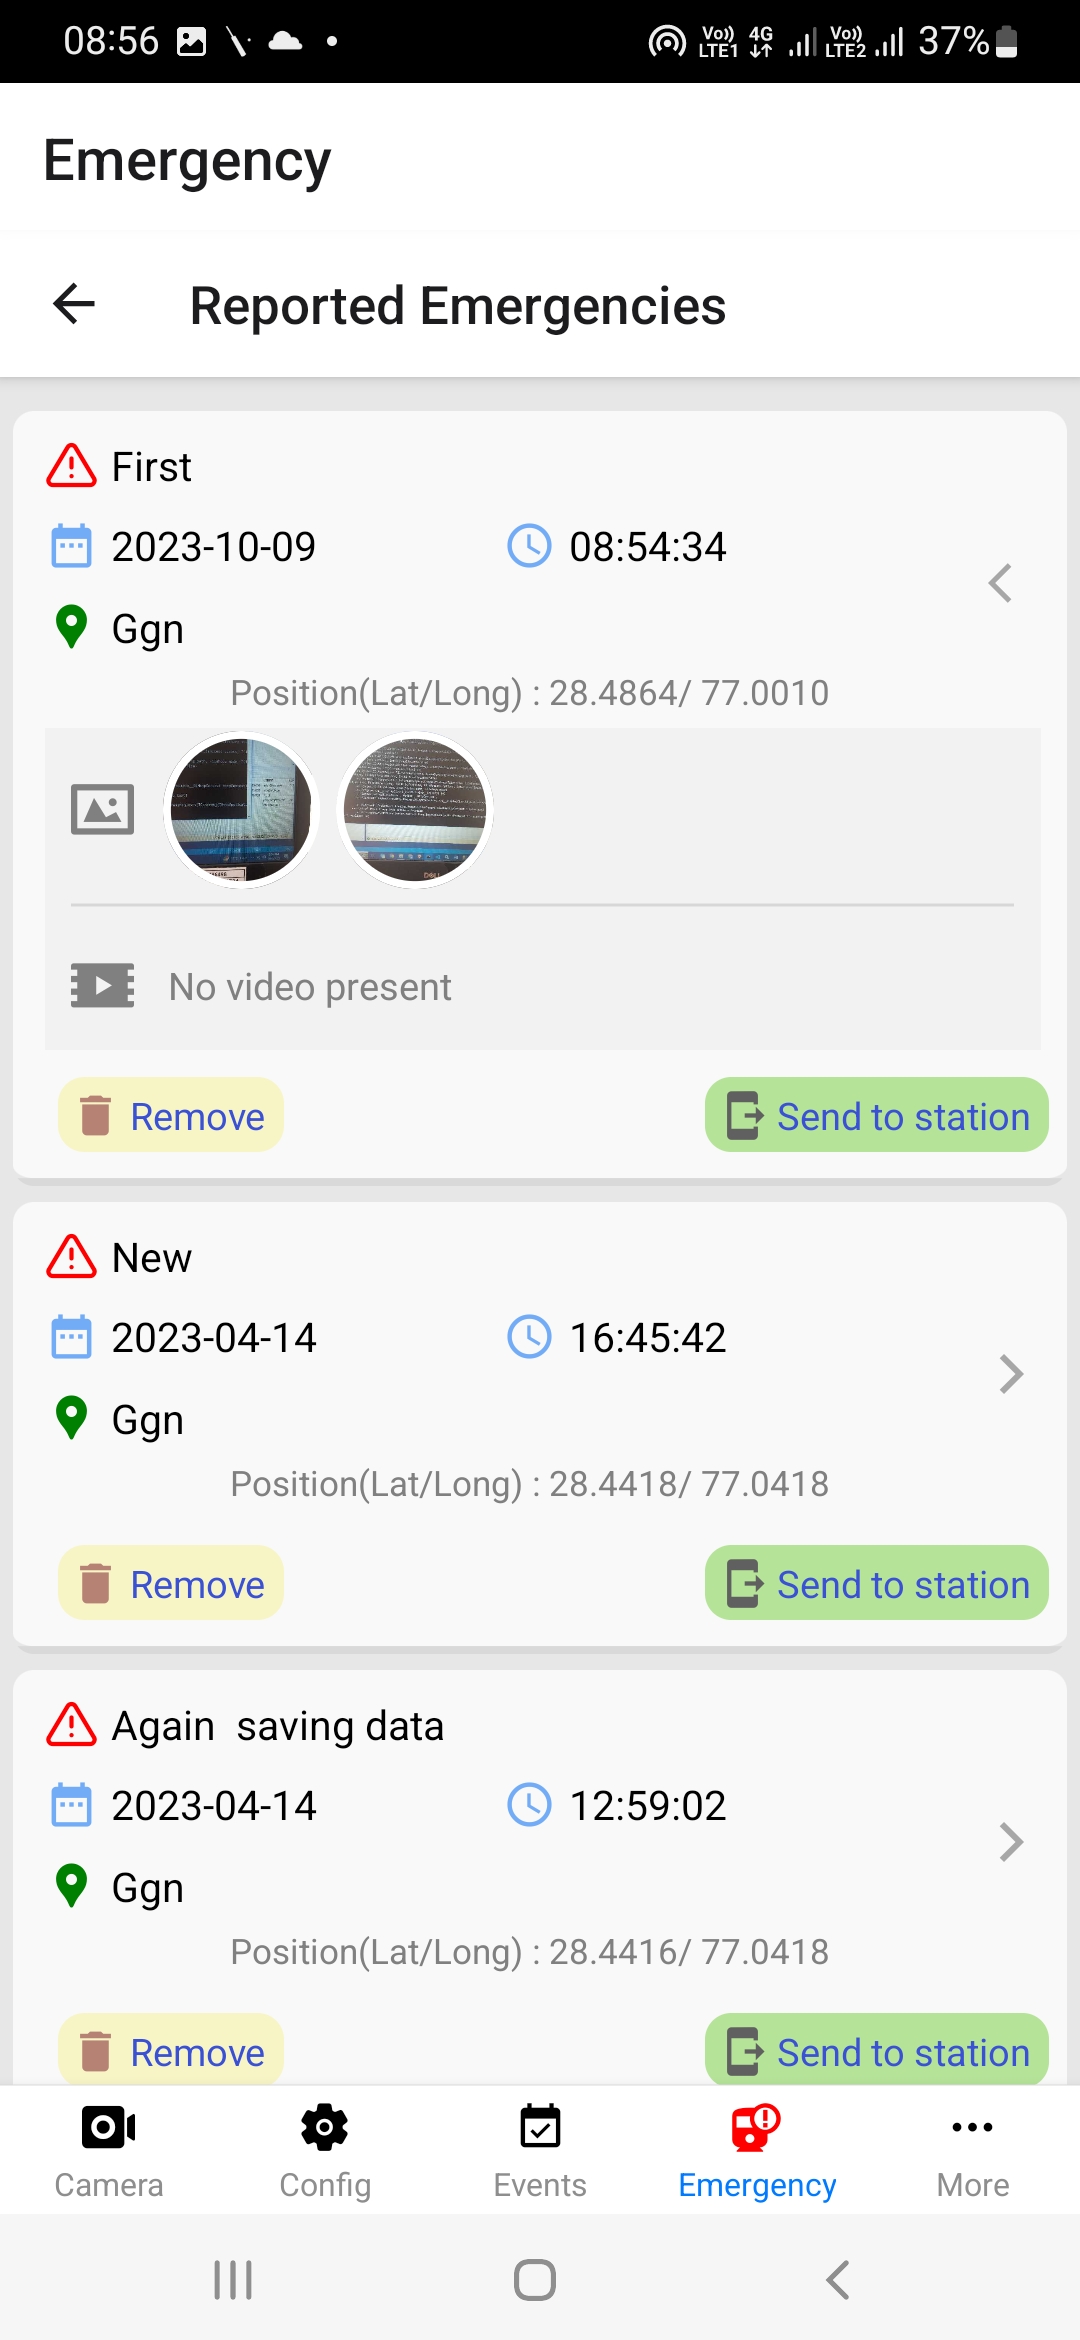 08:56 Vo)) LTE1 4G Vo)) LTE2 37%
Emergency
Reported Emergencies
First
2023-10-09 08:54:34
Ggn
Position(Lat/Long) : 28.4864/ 77.0010
No video present
Remove Send to station
New
2023-04-14 16:45:42
Ggn
Position(Lat/Long) : 28.4418/ 77.0418
Remove Send to station
Again  saving data
2023-04-14 12:59:02
Ggn
Position(Lat/Long) : 28.4416/ 77.0418
Remove Send to station
Camera Config Events Emergency More